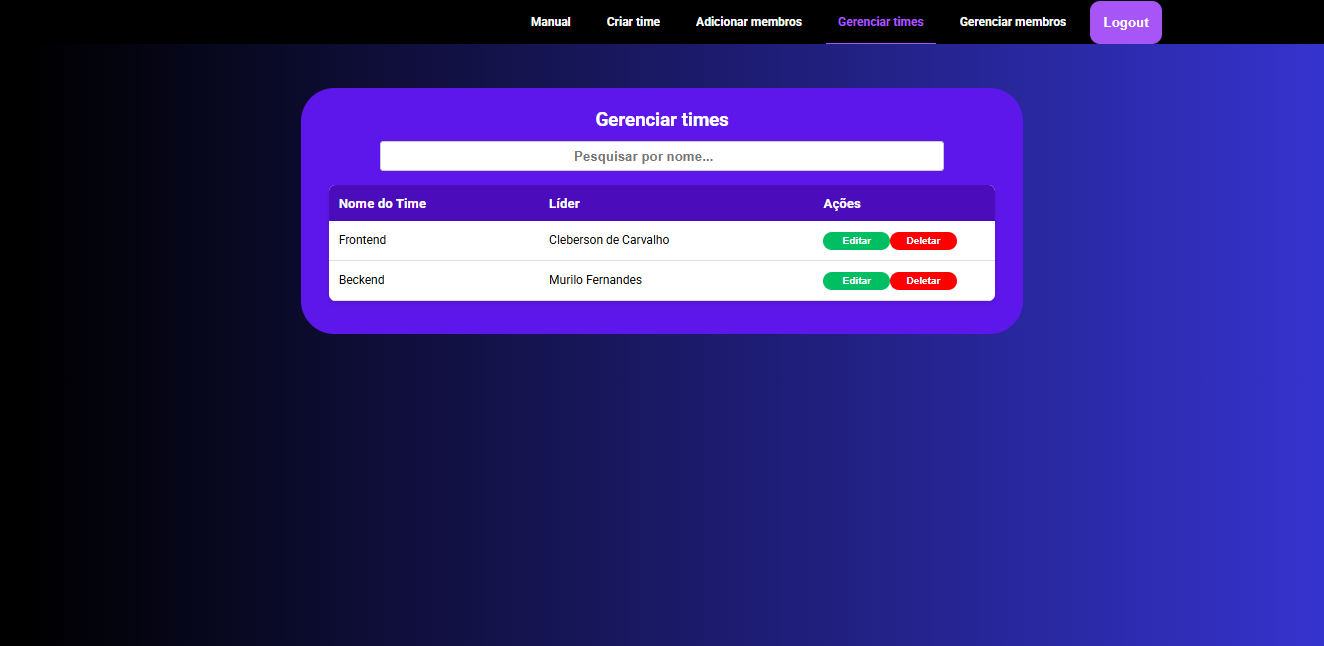 Manual Criar time Adicionar membros Gerenciar times Gerenciar membros Logout
Gerenciar times
Pesquisar por nome...
Nome do Time Líder Ações
Frontend Cleberson de Carvalho Editar Deletar
Beckend Murilo Fernandes Editar Deletar